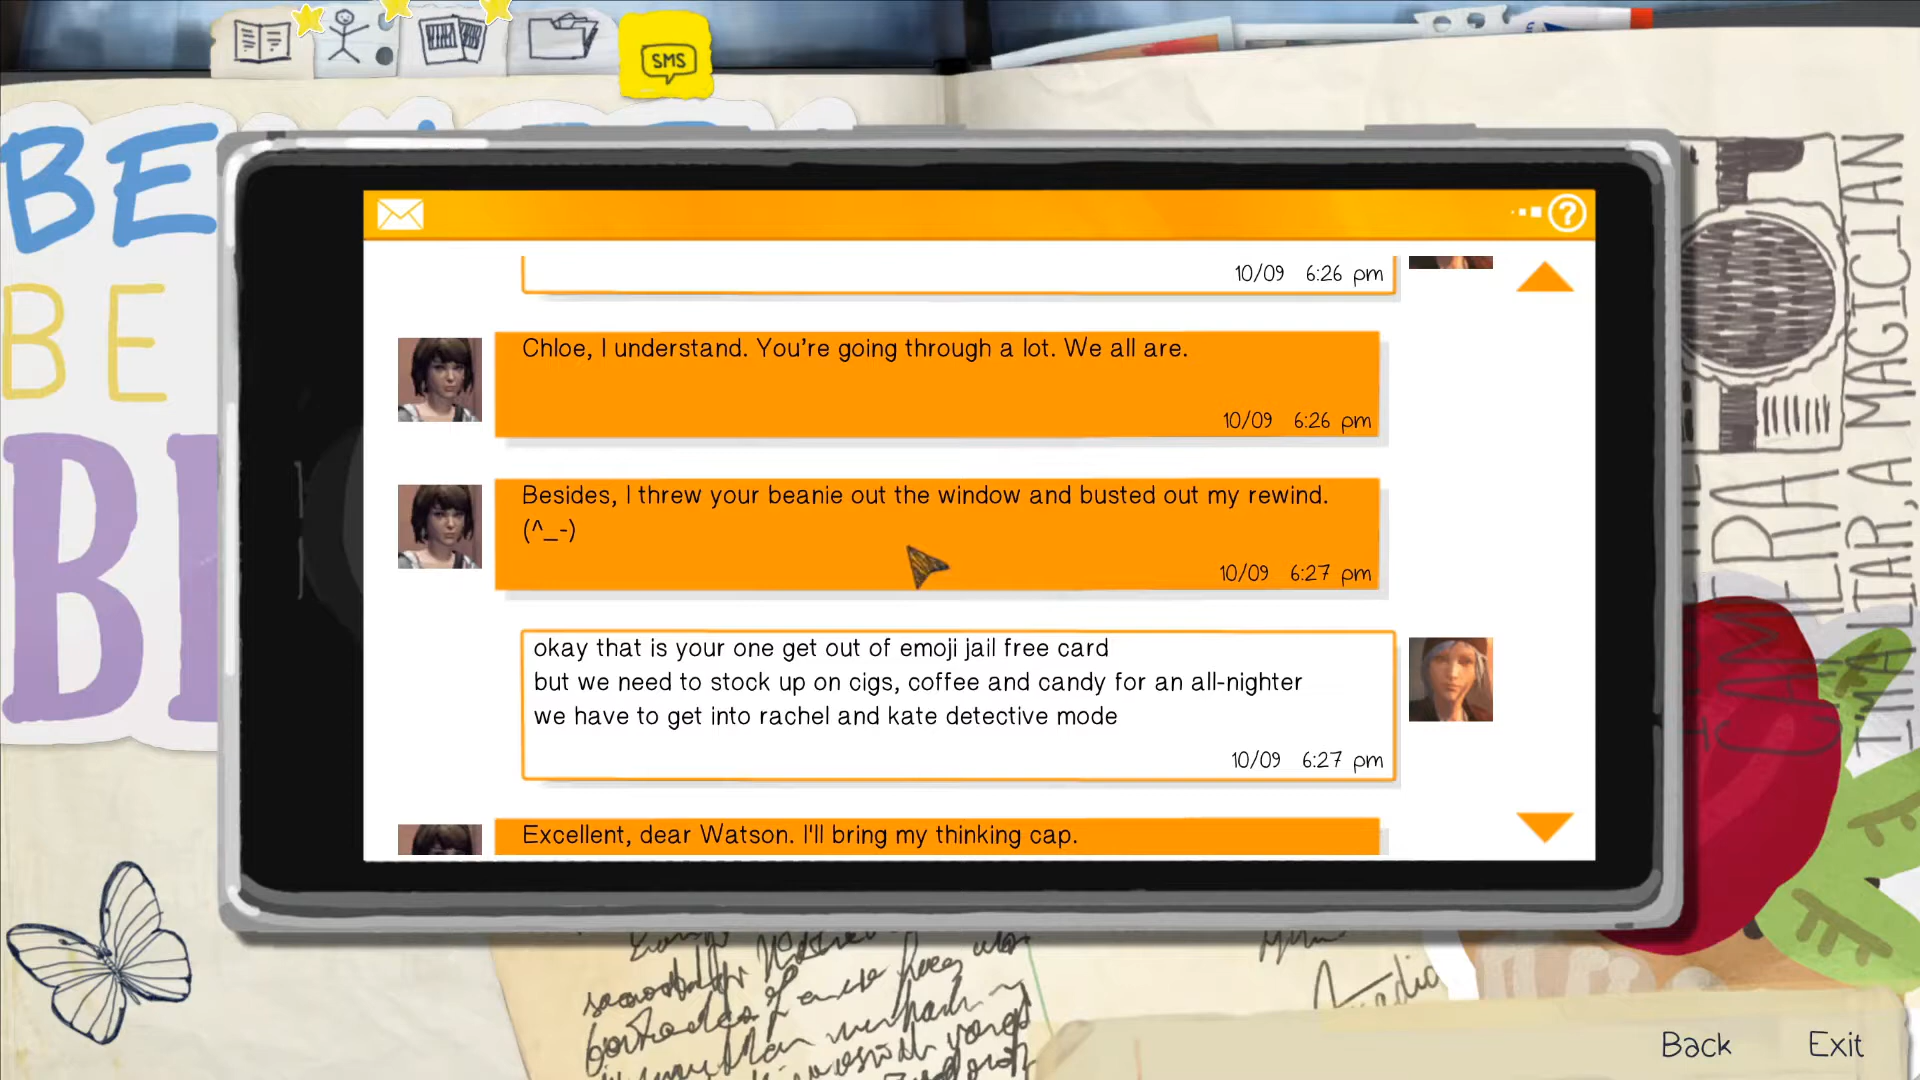 SMS
BE
BE
10/09 6:26 pm
Chloe, I understand. You're going through a lot. We all are.
10/09 6:26 pm
Besides, I threw your beanie out the window and busted out my rewind.
(^_-)
10/09 6:27 pm
okay that is your one get out of emoji jail free card
but we need to stock up on cigs, coffee and candy for an all-nighter
we have to get into rachel and kate detective mode
10/09 6:27 pm
Excellent, dear Watson. I'll bring my thinking cap.
CAMERA
I'M A LIAR, A MAGICIAN
Back
Exit